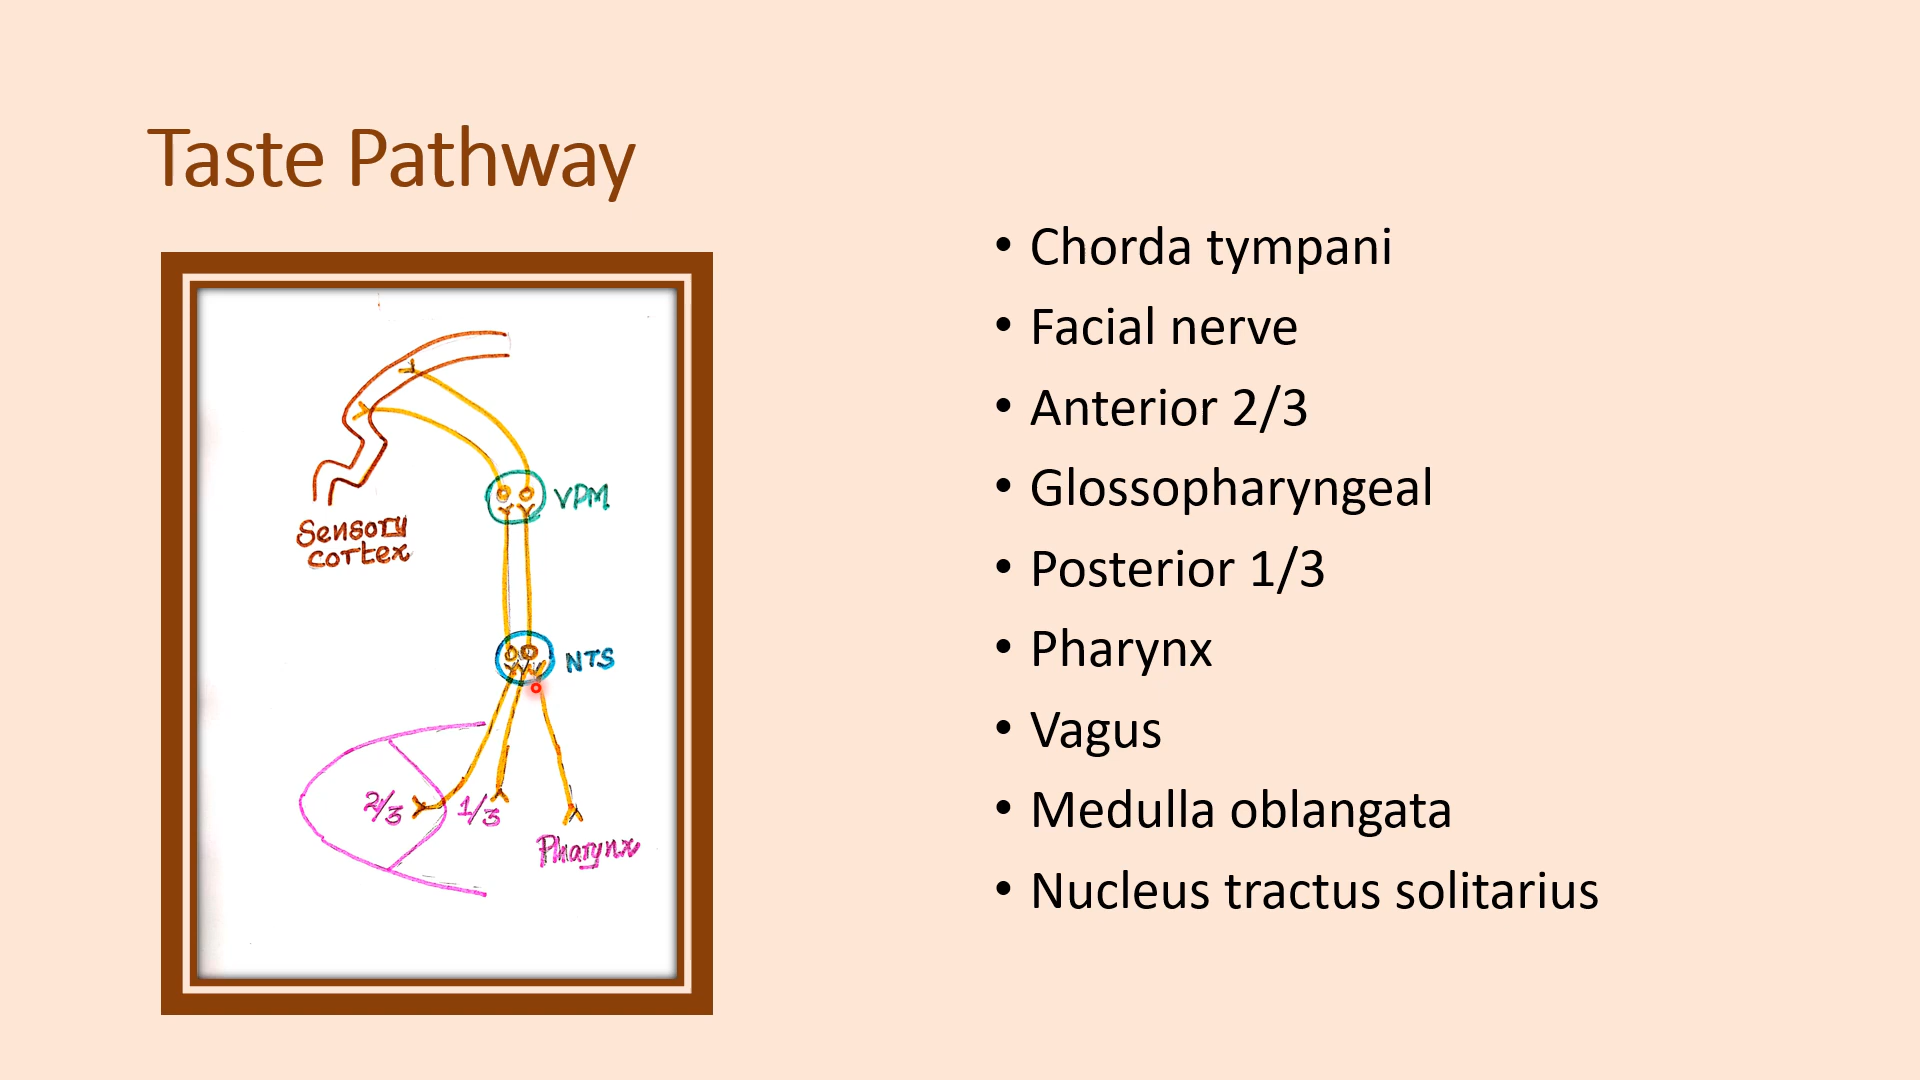 Taste Pathway
Sensory
cortex
VPM
NTS
2/3
1/3
Pharynx
• Chorda tympani
• Facial nerve
• Anterior 2/3
• Glossopharyngeal
• Posterior 1/3
• Pharynx
• Vagus
• Medulla oblangata
• Nucleus tractus solitarius